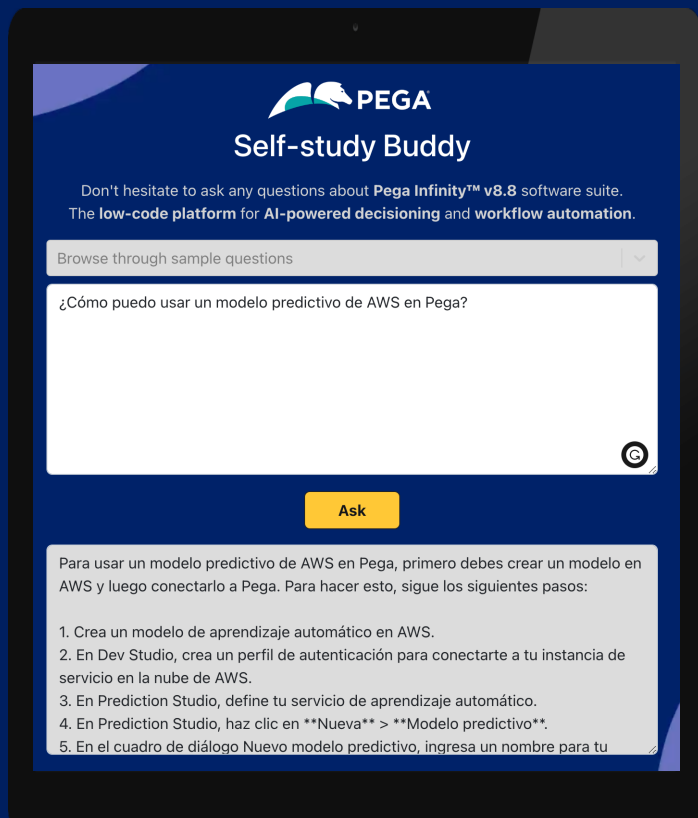 PEGA
Self-study Buddy
Don't hesitate to ask any questions about Pega Infinity™ v8.8 software suite.
The low-code platform for AI-powered decisioning and workflow automation.
Browse through sample questions
¿Cómo puedo usar un modelo predictivo de AWS en Pega?
G
Ask
Para usar un modelo predictivo de AWS en Pega, primero debes crear un modelo en
AWS y luego conectarlo a Pega. Para hacer esto, sigue los siguientes pasos:
1. Crea un modelo de aprendizaje automático en AWS.
2. En Dev Studio, crea un perfil de autenticación para conectarte a tu instancia de
servicio en la nube de AWS.
3. En Prediction Studio, define tu servicio de aprendizaje automático.
4. En Prediction Studio, haz clic en **Nueva** > **Modelo predictivo**.
5. En el cuadro de diálogo Nuevo modelo predictivo, ingresa un nombre para tu